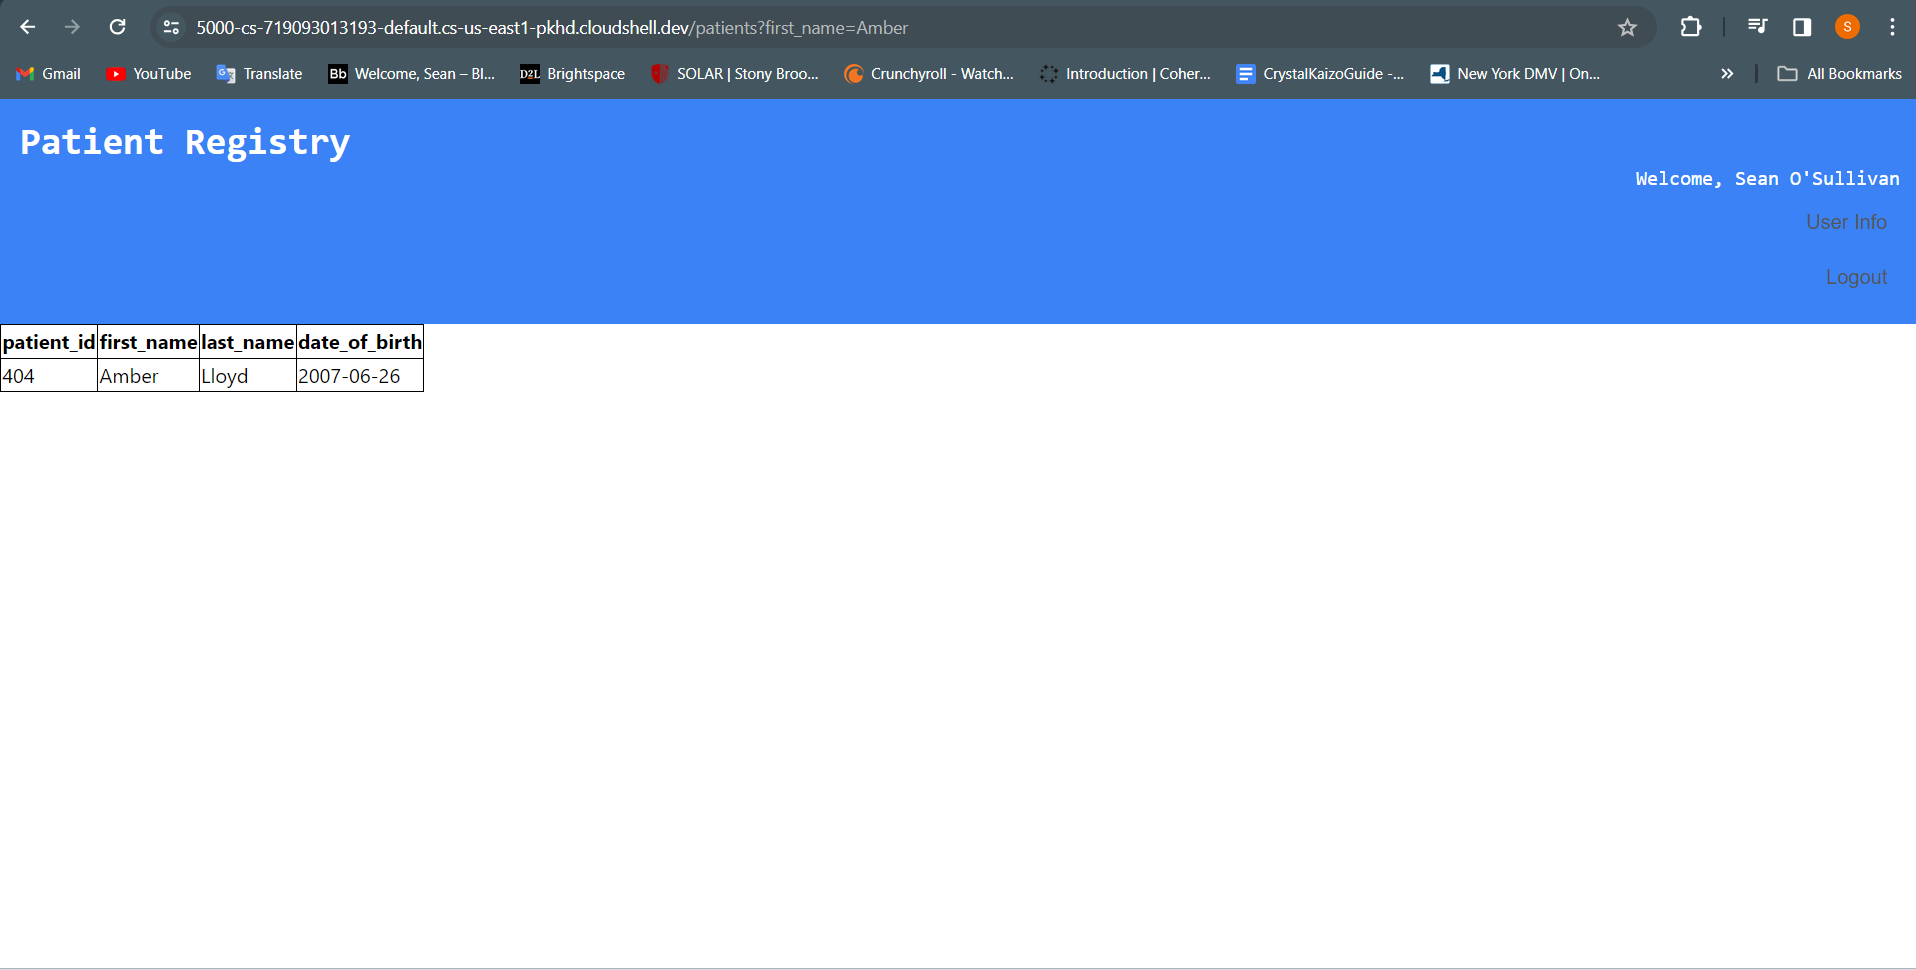 5000-cs-719093013193-default.cs-us-east1-pkhd.cloudshell.dev/patients?first_name=Amber S
Gmail YouTube Translate Bb Welcome, Sean – Bl... D2L Brightspace SOLAR | Stony Broo... Crunchyroll - Watch... Introduction | Coher... CrystalKaizoGuide -... New York DMV | On... » All Bookmarks
Patient Registry
Welcome, Sean O'Sullivan
User Info
Logout
patient_id first_name last_name date_of_birth
404 Amber Lloyd 2007-06-26